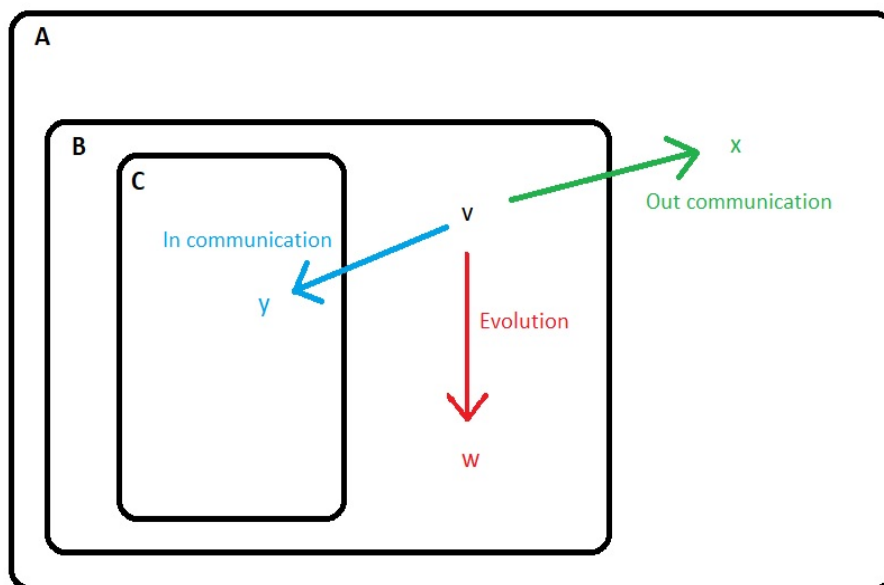 A
B
x
C
Out communication
v
In communication
y
Evolution
w